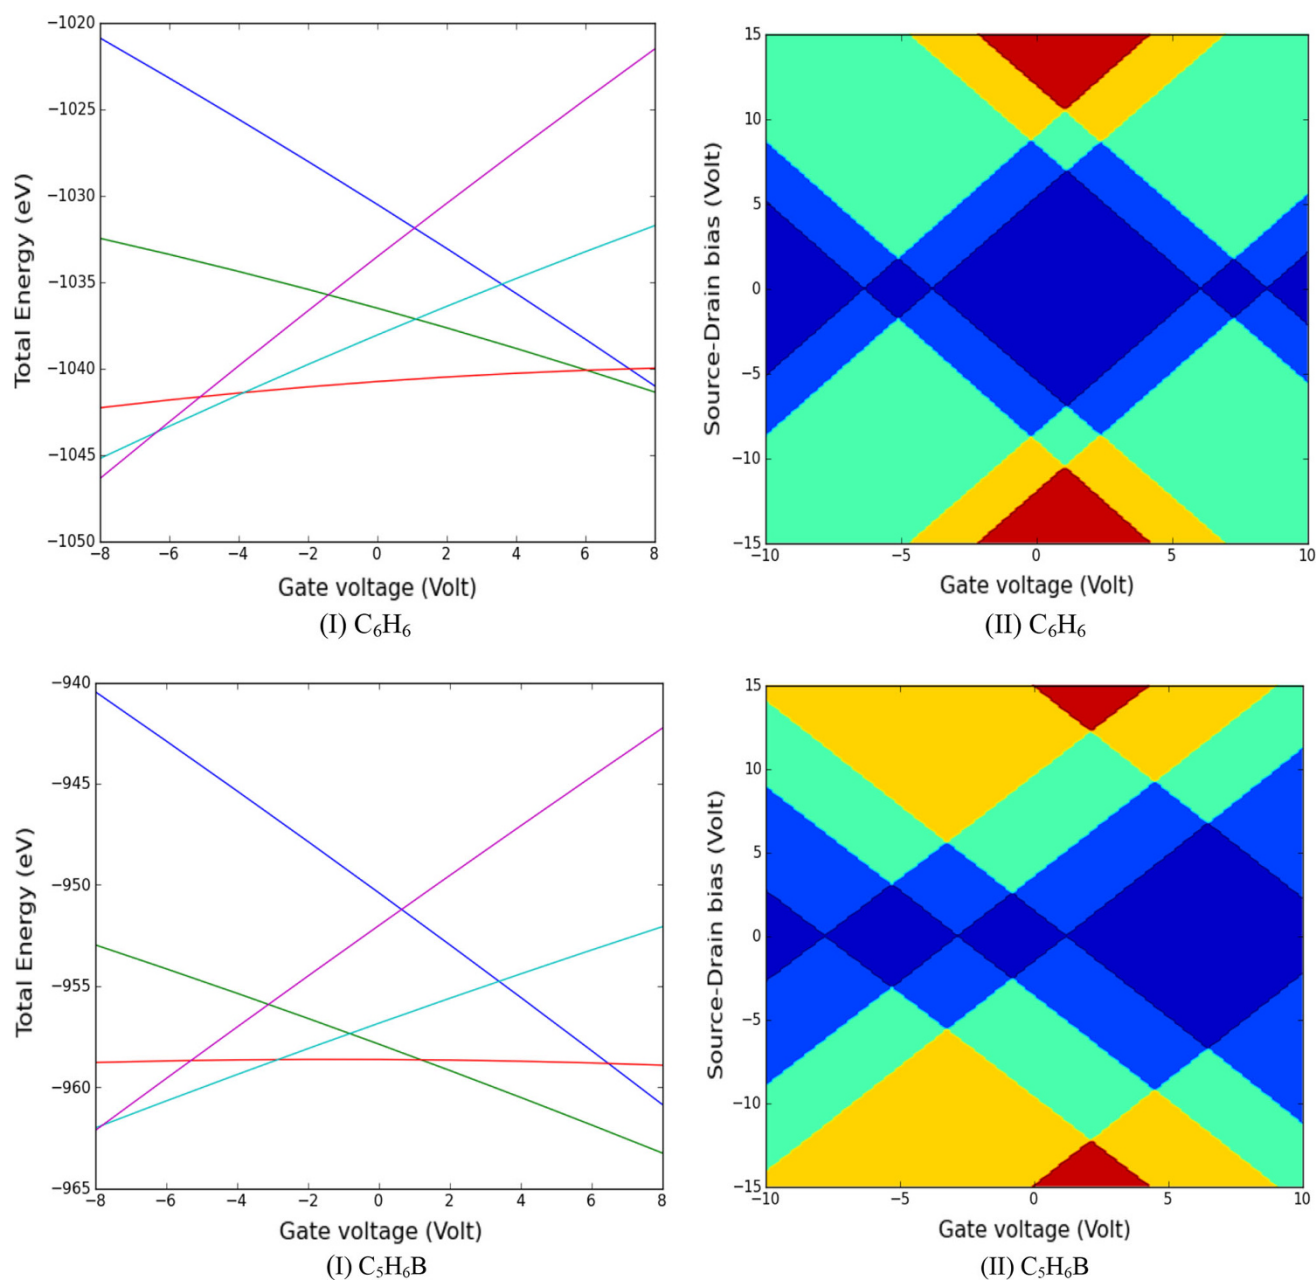 −1020
−1025
−1030
−1035
−1040
−1045
−1050
Total Energy (eV)
−8 −6 −4 −2 0 2 4 6 8
Gate voltage (Volt)
(I) C₆H₆
15
10
5
0
−5
−10
−15
Source-Drain bias (Volt)
−10 −5 0 5 10
Gate voltage (Volt)
(II) C₆H₆
−940
−945
−950
−955
−960
−965
Total Energy (eV)
−8 −6 −4 −2 0 2 4 6 8
Gate voltage (Volt)
(I) C₅H₆B
15
10
5
0
−5
−10
−15
Source-Drain bias (Volt)
−10 −5 0 5 10
Gate voltage (Volt)
(II) C₅H₆B